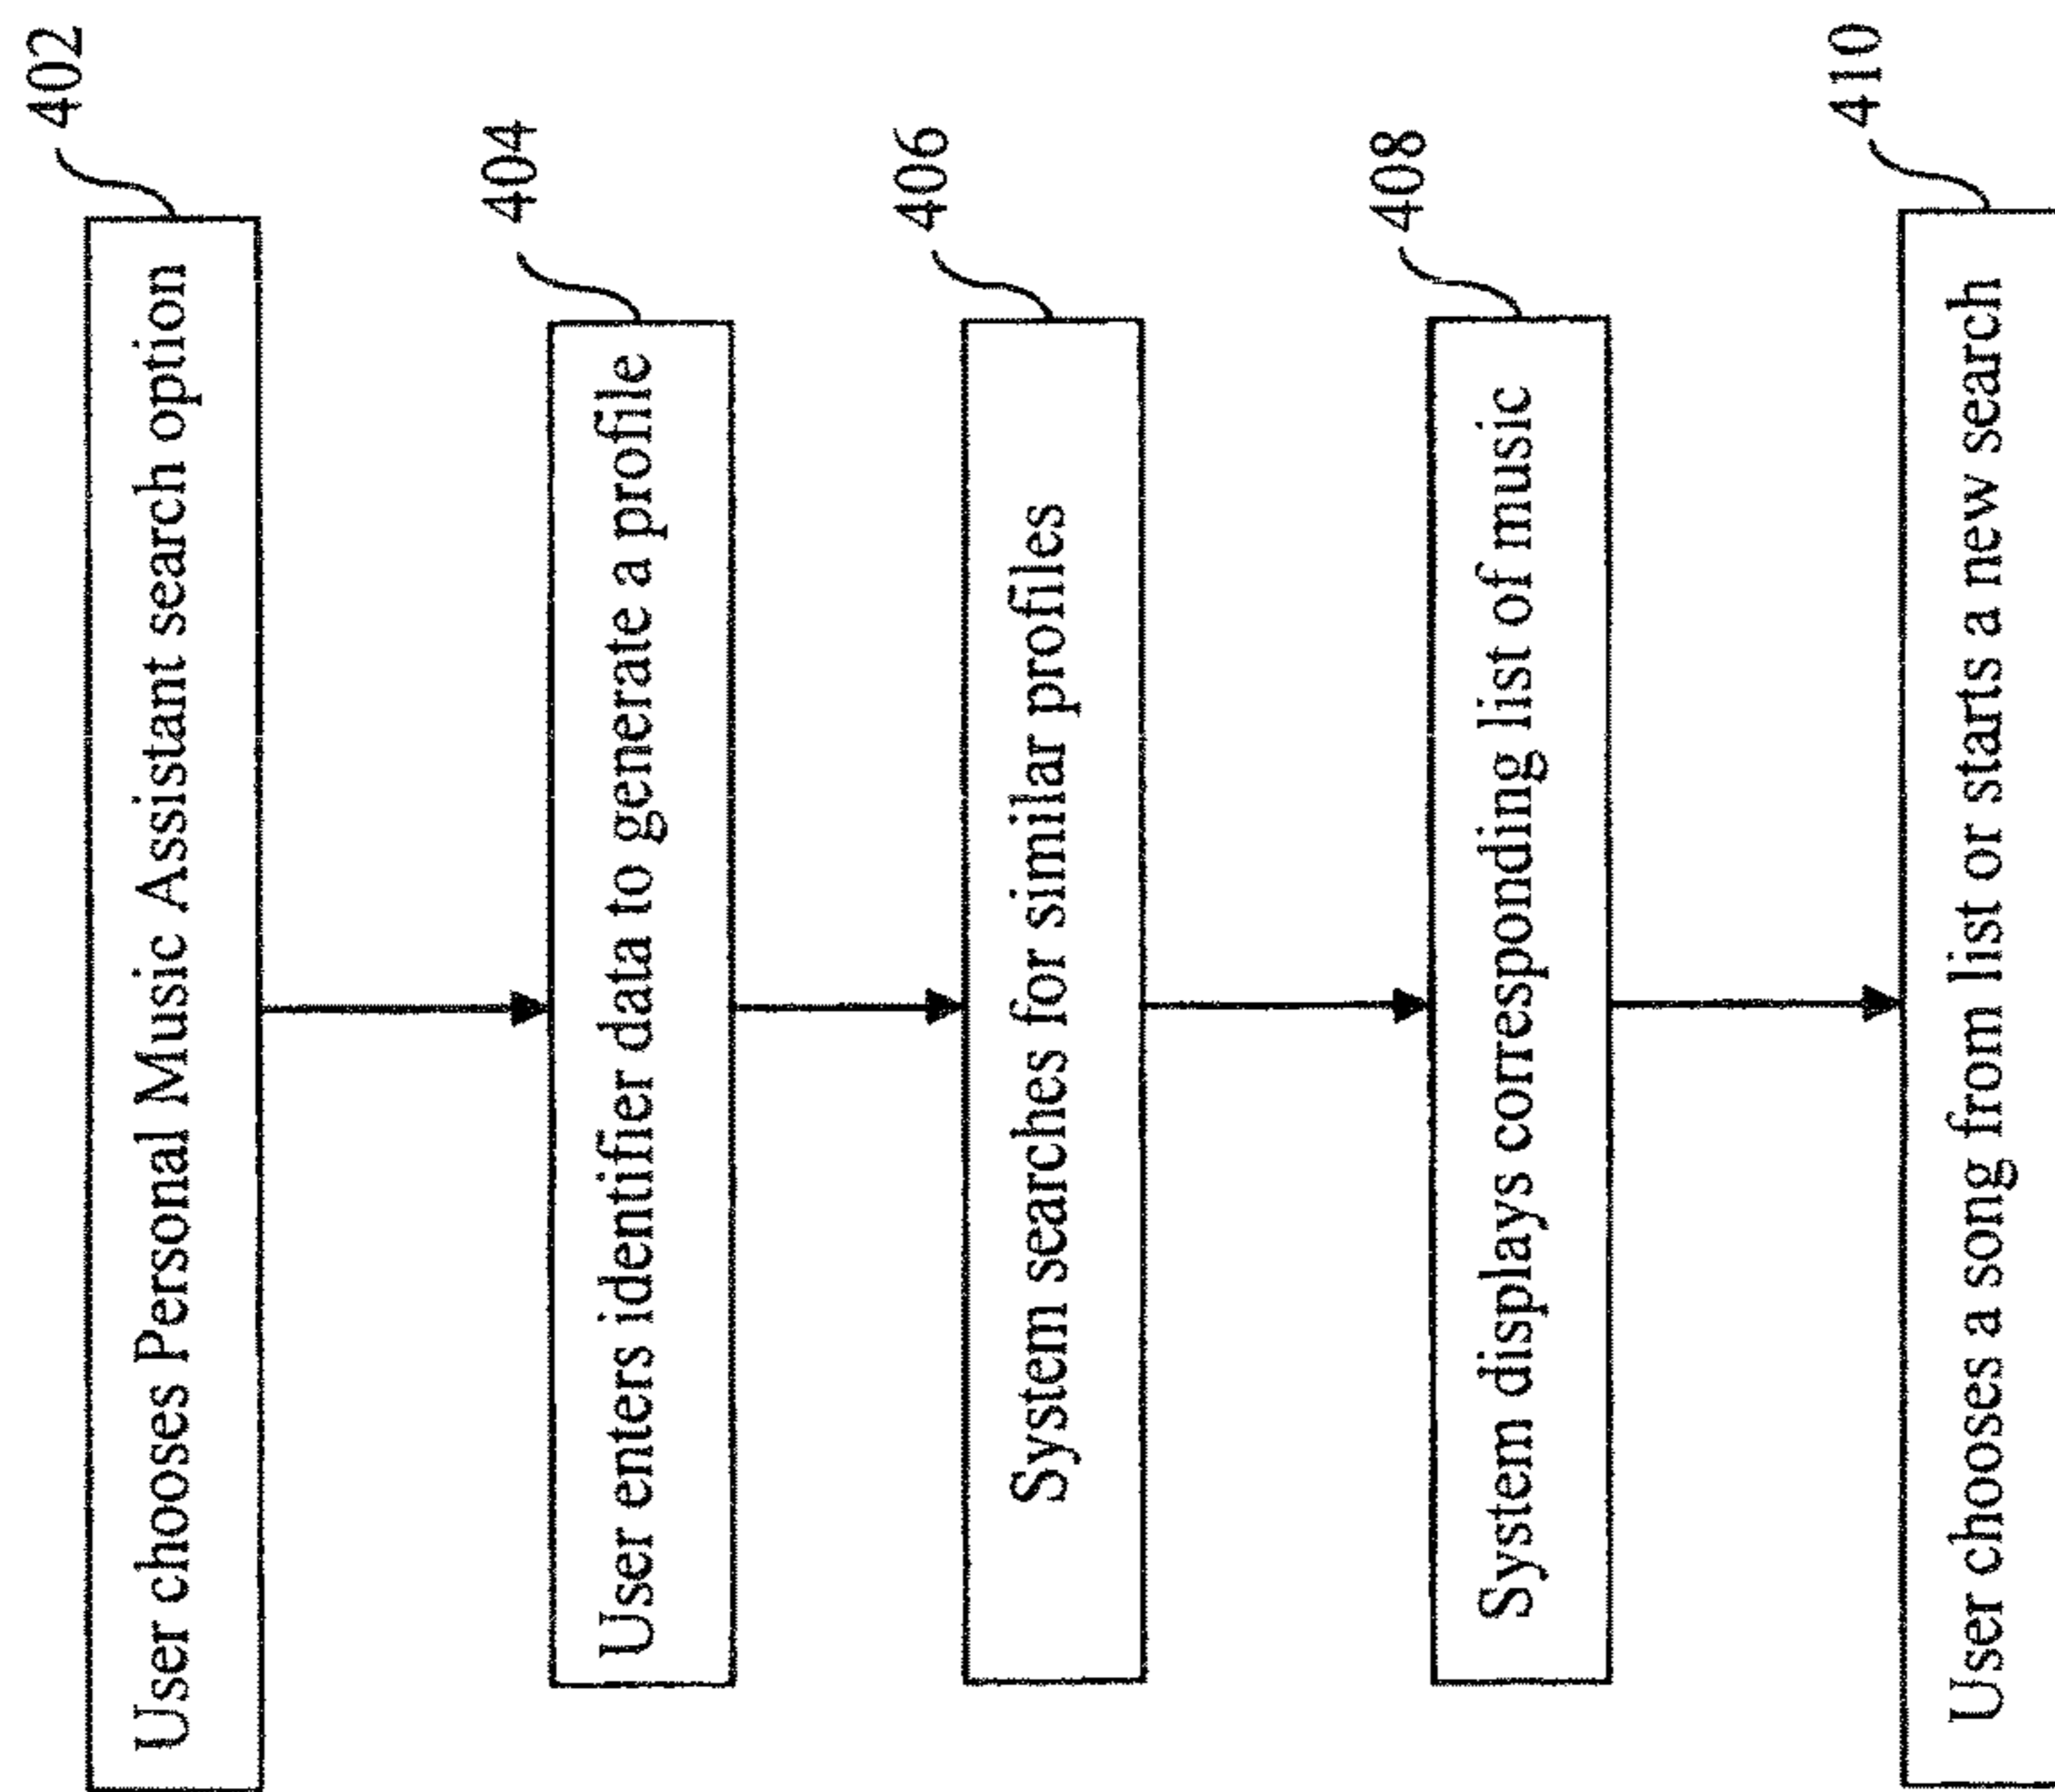 402
User chooses Personal Music Assistant search option
404
User enters identifier data to generate a profile
406
System searches for similar profiles
408
System displays corresponding list of music
410
User chooses a song from list or starts a new search